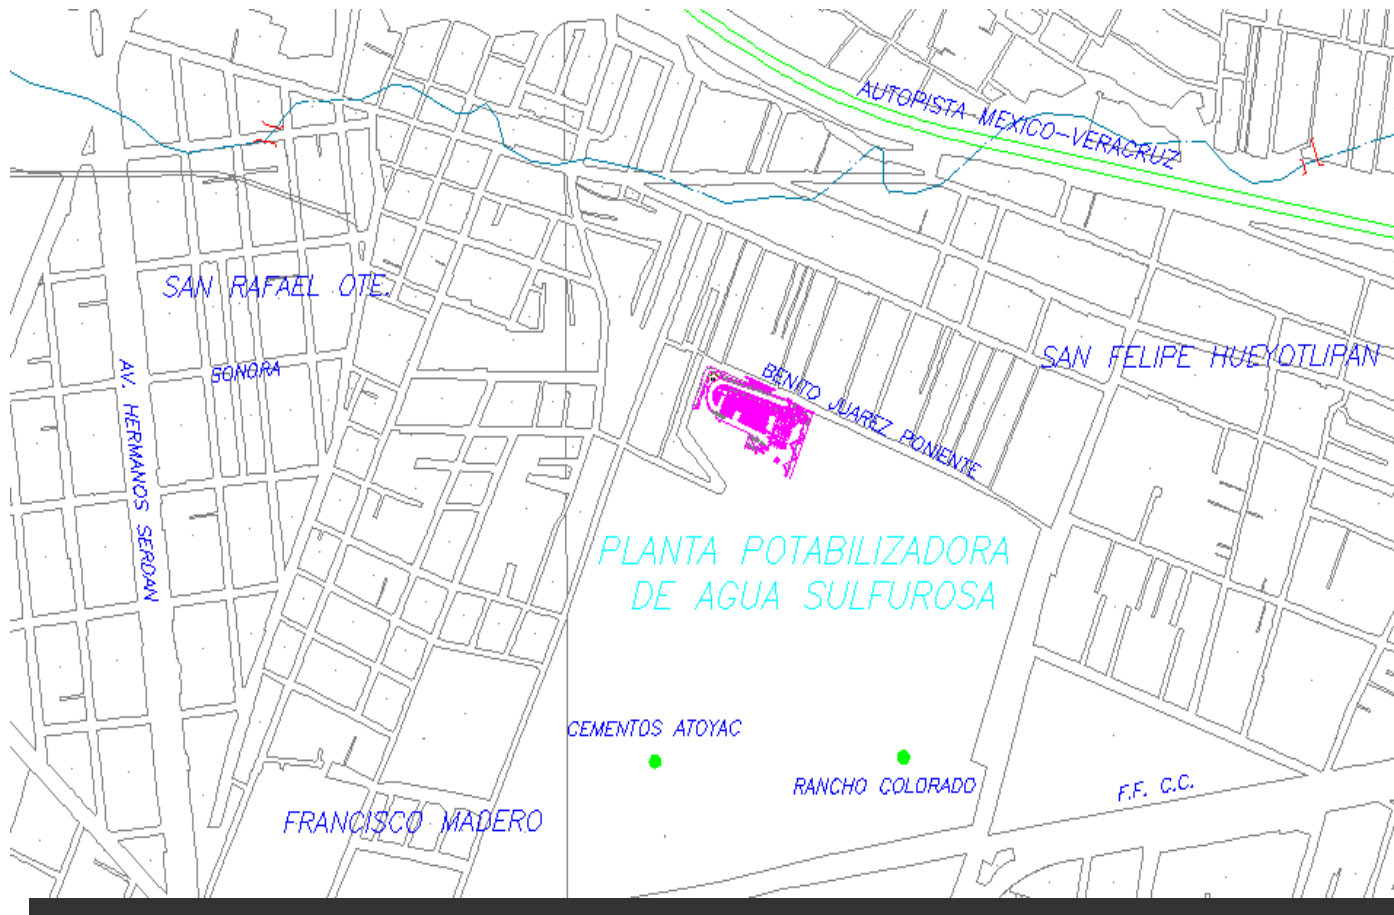 AUTOPISTA MEXICO-VERACRUZ
SAN RAFAEL OTE.
SAN FELIPE HUEYOTLIPAN
SONORA
AV. HERMANOS SERDAN
BENITO JUAREZ PONIENTE
PLANTA POTABILIZADORA
DE AGUA SULFUROSA
CEMENTOS ATOYAC
RANCHO COLORADO
F.F. C.C.
FRANCISCO MADERO